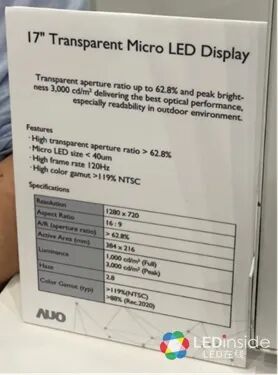 17" Transparent Micro LED Display
Transparent aperture ratio up to 62.8% and peak bright-
ness 3,000 cd/m² delivering the best optical performance,
especially readability in outdoor environment.
Features
· High transparent aperture ratio > 62.8%
· Micro LED size < 40um
· High frame rate 120Hz
· High color gamut >119% NTSC
Specifications
Resolution 1280 x 720
Aspect Ratio 16 : 9
A/R (aperture ratio) > 62.8%
Active Area (mm) 384 x 216
Luminance 1,000 cd/m² (Full)
3,000 cd/m² (Peak)
Haze 2.8
Color Gamut (typ) >119%(NTSC)
>88% (Rec.2020)
AUO
LEDinside
LED在线